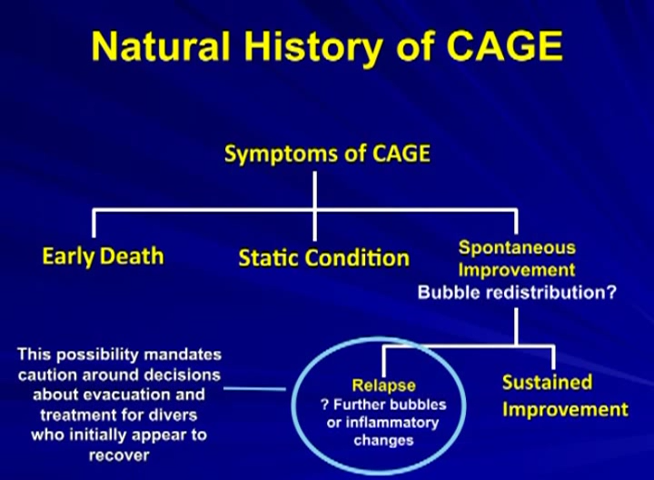 Natural History of CAGE
Symptoms of CAGE
Early Death
Static Condition
Spontaneous
Improvement
Bubble redistribution?
This possibility mandates
caution around decisions
about evacuation and
treatment for divers
who initially appear to
recover
Relapse
? Further bubbles
or inflammatory
changes
Sustained
Improvement